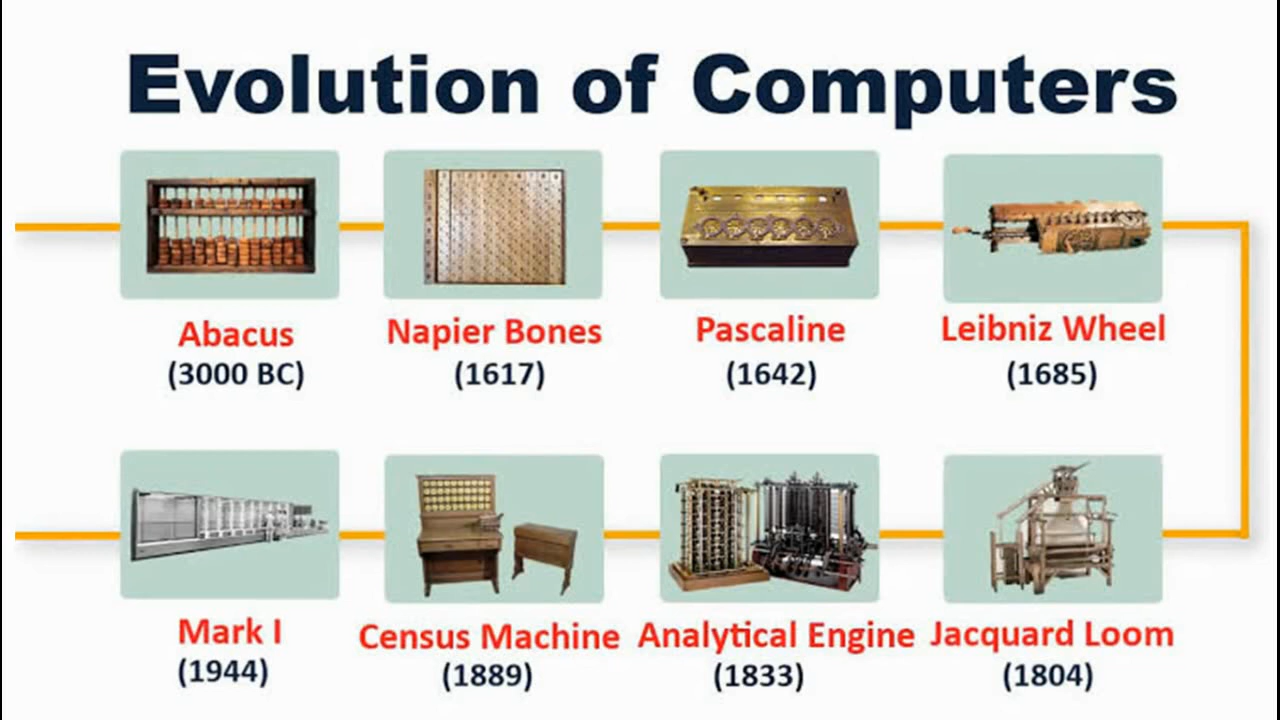 Evolution of Computers
Abacus
(3000 BC)
Napier Bones
(1617)
Pascaline
(1642)
Leibniz Wheel
(1685)
Mark I
(1944)
Census Machine
(1889)
Analytical Engine
(1833)
Jacquard Loom
(1804)